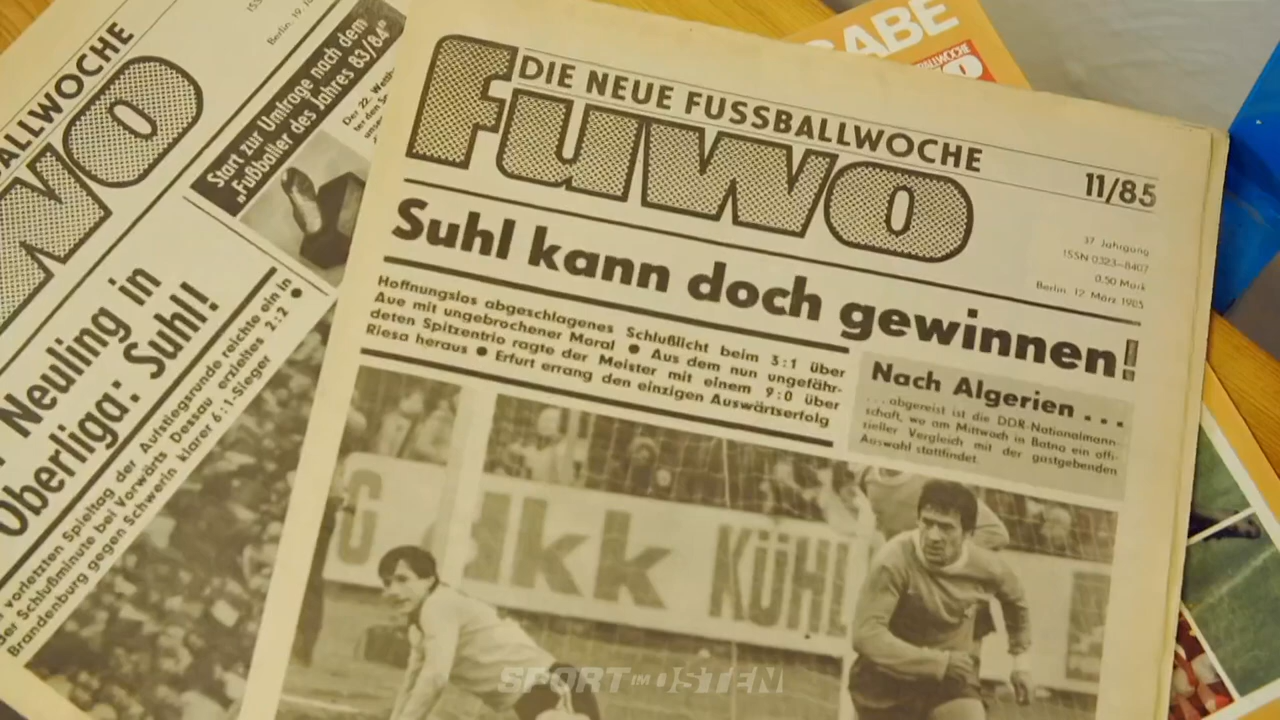 ALLWOCHE
FUWO
Berlin, 19. Ju
Start zur Umfrage nach dem
„Fußballer des Jahres 83/84"
Neuling in
Oberliga: Suhl!
vorletzten Spieltag der Aufstiegsrunde reichte ein in
der Schlußminute bei Vorwärts Dessau erzieltes 2:2 ●
Brandenburg gegen Schwerin klarer 6:1-Sieger
ABE
DIE NEUE FUSSBALLWOCHE
FUWO
11/85
37. Jahrgang
ISSN 0323-8407
0,50 Mark
Berlin, 12. März 1985
Suhl kann doch gewinnen!
Hoffnungslos abgeschlagenes Schlußlicht beim 3:1 über
Aue mit ungebrochener Moral ● Aus dem nun ungefähr-
deten Spitzentrio ragte der Meister mit einem 9:0 über
Riesa heraus ● Erfurt errang den einzigen Auswärtserfolg
Nach Algerien . . .
. . . abgereist ist die DDR-Nationalmann-
schaft, wo am Mittwoch in Batna ein offi-
zieller Vergleich mit der gastgebenden
Auswahl stattfindet.
dkk KÜHL
SPORT IM OSTEN